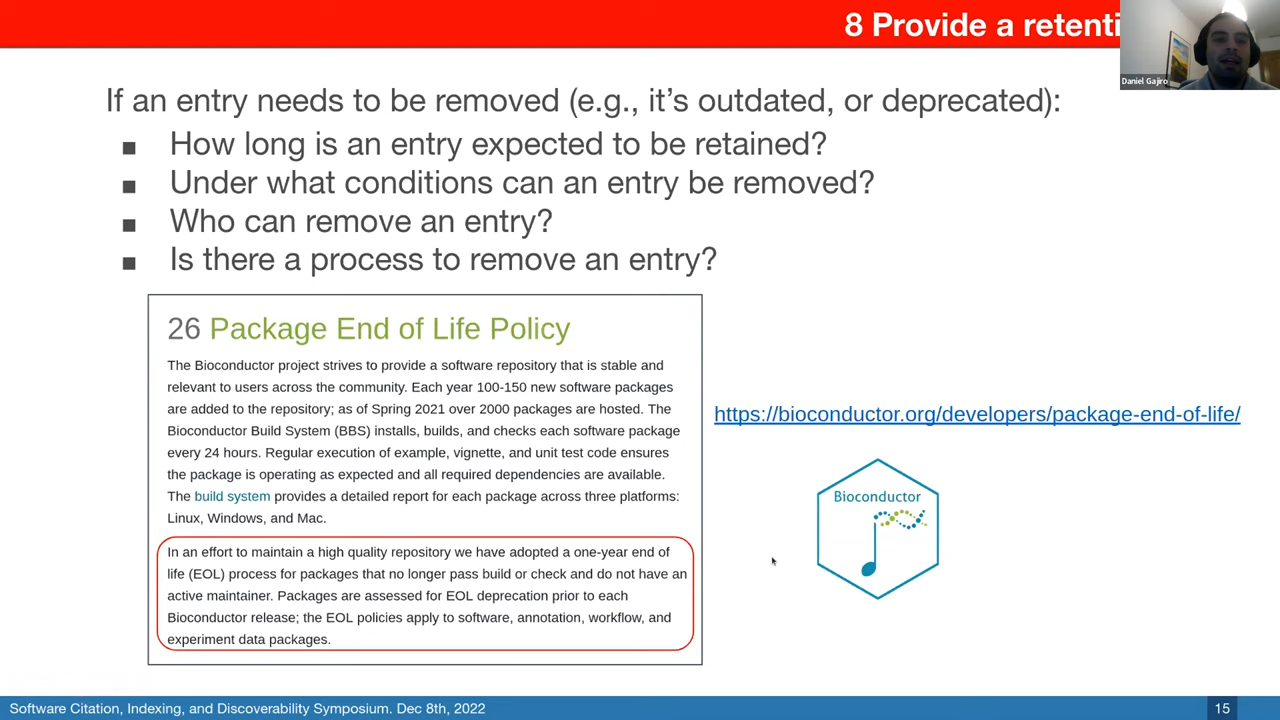 8 Provide a retenti
Daniel Gajiro
If an entry needs to be removed (e.g., it's outdated, or deprecated):
■ How long is an entry expected to be retained?
■ Under what conditions can an entry be removed?
■ Who can remove an entry?
■ Is there a process to remove an entry?
26 Package End of Life Policy
The Bioconductor project strives to provide a software repository that is stable and
relevant to users across the community. Each year 100-150 new software packages
are added to the repository; as of Spring 2021 over 2000 packages are hosted. The
Bioconductor Build System (BBS) installs, builds, and checks each software package
every 24 hours. Regular execution of example, vignette, and unit test code ensures
the package is operating as expected and all required dependencies are available.
The build system provides a detailed report for each package across three platforms:
Linux, Windows, and Mac.
In an effort to maintain a high quality repository we have adopted a one-year end of
life (EOL) process for packages that no longer pass build or check and do not have an
active maintainer. Packages are assessed for EOL deprecation prior to each
Bioconductor release; the EOL policies apply to software, annotation, workflow, and
experiment data packages.
https://bioconductor.org/developers/package-end-of-life/
Bioconductor
Software Citation, Indexing, and Discoverability Symposium. Dec 8th, 2022
15